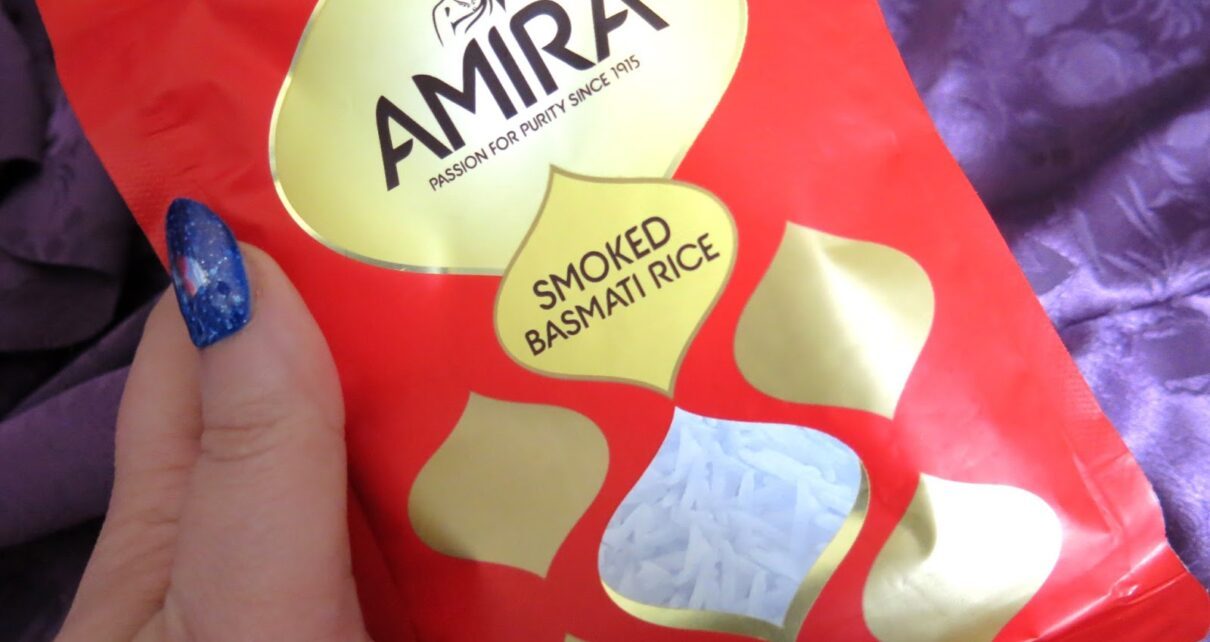 AMIRA
PASSION FOR PURITY SINCE 1915
SMOKED
BASMATI RICE